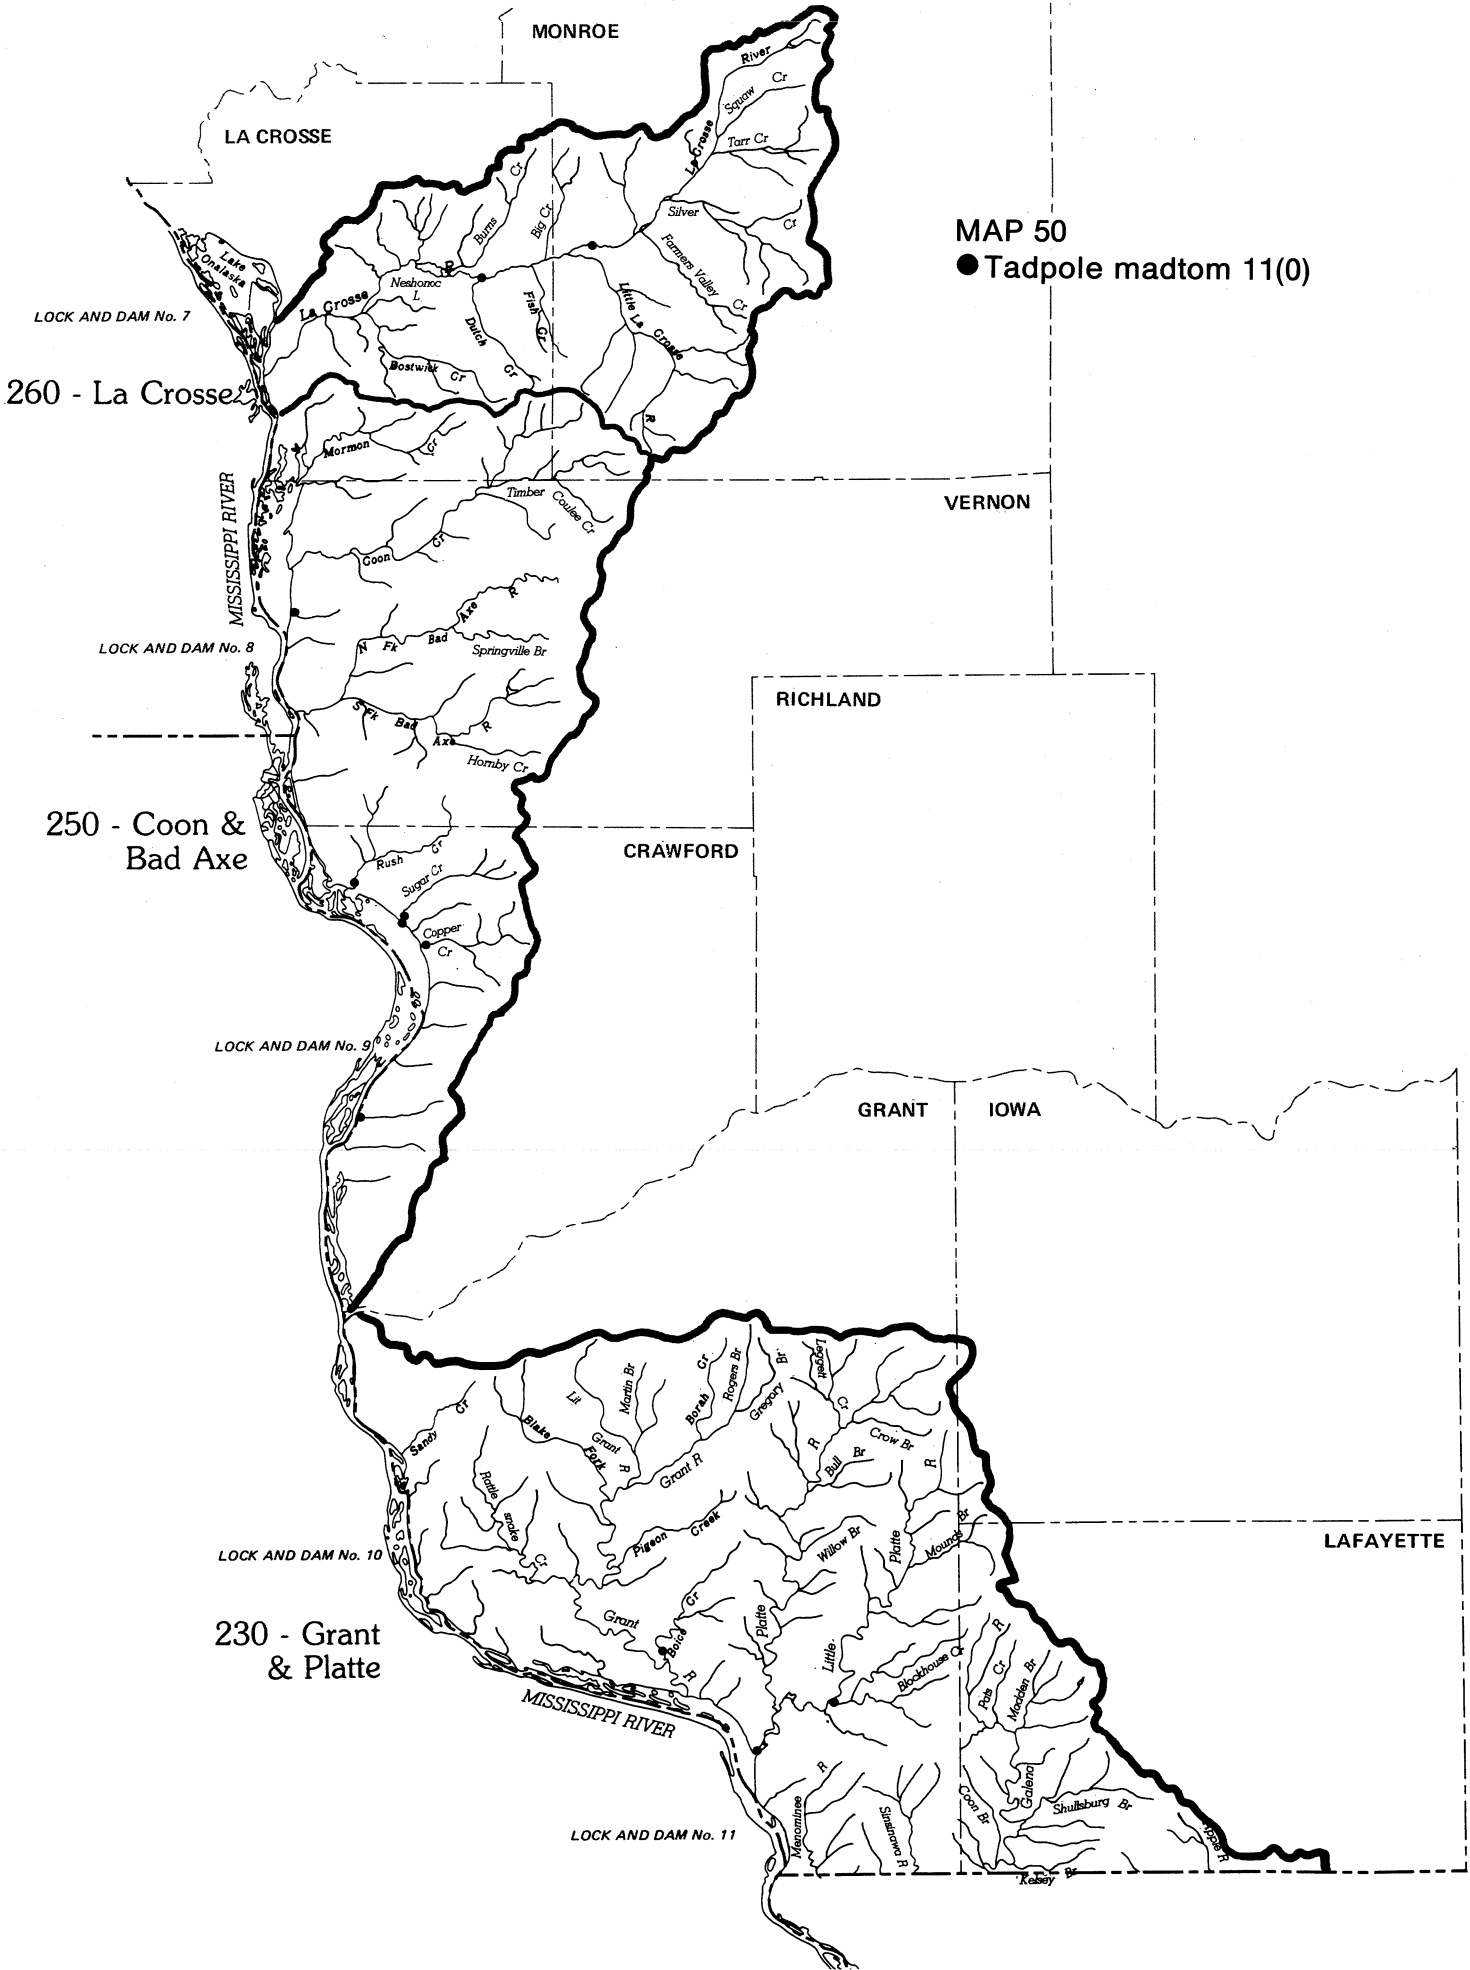 MONROE
LA CROSSE
River
Squaw
Cr
La Crosse
Tarr Cr
Silver
Cr
MAP 50
● Tadpole madtom 11(0)
Burns
Cr
Big Cr
Farmers Valley
Cr
Lake
Onalaska
Neshonoc
L
R
La Crosse
LOCK AND DAM No. 7
Dutch
Cr
Fish
Cr
Little La Crosse
R
Bostwick
Cr
260 - La Crosse
Mormon
Cr
MISSISSIPPI RIVER
VERNON
Timber
Coulee Cr
Coon
Cr
N Fk Bad Axe R
Springville Br
LOCK AND DAM No. 8
S Fk Bad Axe R
Hornby Cr
RICHLAND
250 - Coon &
Bad Axe
CRAWFORD
Rush
Cr
Sugar Cr
Copper
Cr
LOCK AND DAM No. 9
GRANT
IOWA
Sandy
Cr
Blake
Fork
Lit
Grant
R
Martin Br
Borah
Cr
Rogers Br
Gregory
Br
Leggett
Cr
Crow Br
Bull
Br
R
R
Grant R
Rattle
snake
Cr
Pigeon
Creek
Willow Br
Platte
Mounds
Br
LAFAYETTE
LOCK AND DAM No. 10
230 - Grant
& Platte
Grant
R
Boice
Cr
Platte
Little
Blockhouse Cr
R
Pats
Cr
Madden Br
MISSISSIPPI RIVER
Menominee
R
Sinsinawa R
Coon Br
Galena
Shullsburg
Br
Apple R
Kelsey
Br
LOCK AND DAM No. 11